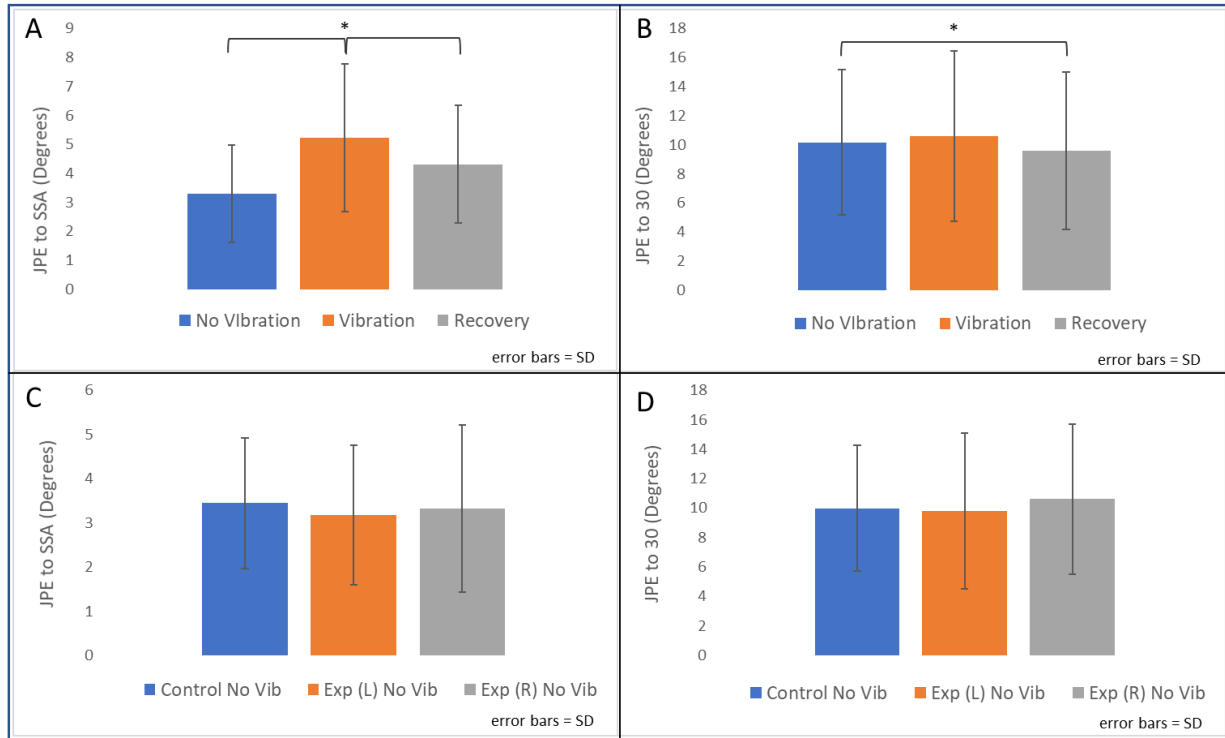 A
*
JPE to SSA (Degrees)
9
8
7
6
5
4
3
2
1
0
No VIbration Vibration Recovery
error bars = SD
B
*
JPE to 30 (Degrees)
18
16
14
12
10
8
6
4
2
0
No VIbration Vibration Recovery
error bars = SD
C
JPE to SSA (Degrees)
6
5
4
3
2
1
0
Control No Vib Exp (L) No Vib Exp (R) No Vib
error bars = SD
D
JPE to 30 (Degrees)
18
16
14
12
10
8
6
4
2
0
Control No Vib Exp (L) No Vib Exp (R) No Vib
error bars = SD